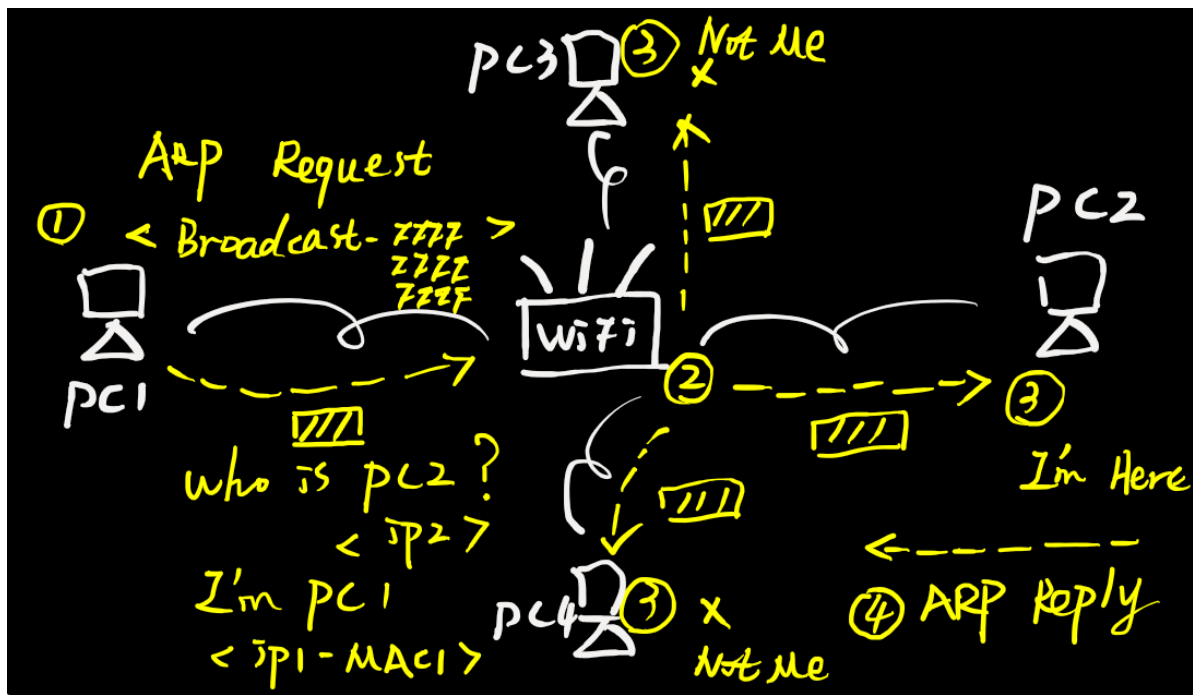 PC3
③ Not Me
x
ARP Request
①
< Broadcast- FFFF >
FFFF
FFFF
PC2
WiFi
PC1
②
③
Who is PC2 ?
< IP2 >
I'm Here
I'm PC1
< IP1-MAC1 >
PC4
③ x
Not Me
④ ARP Reply